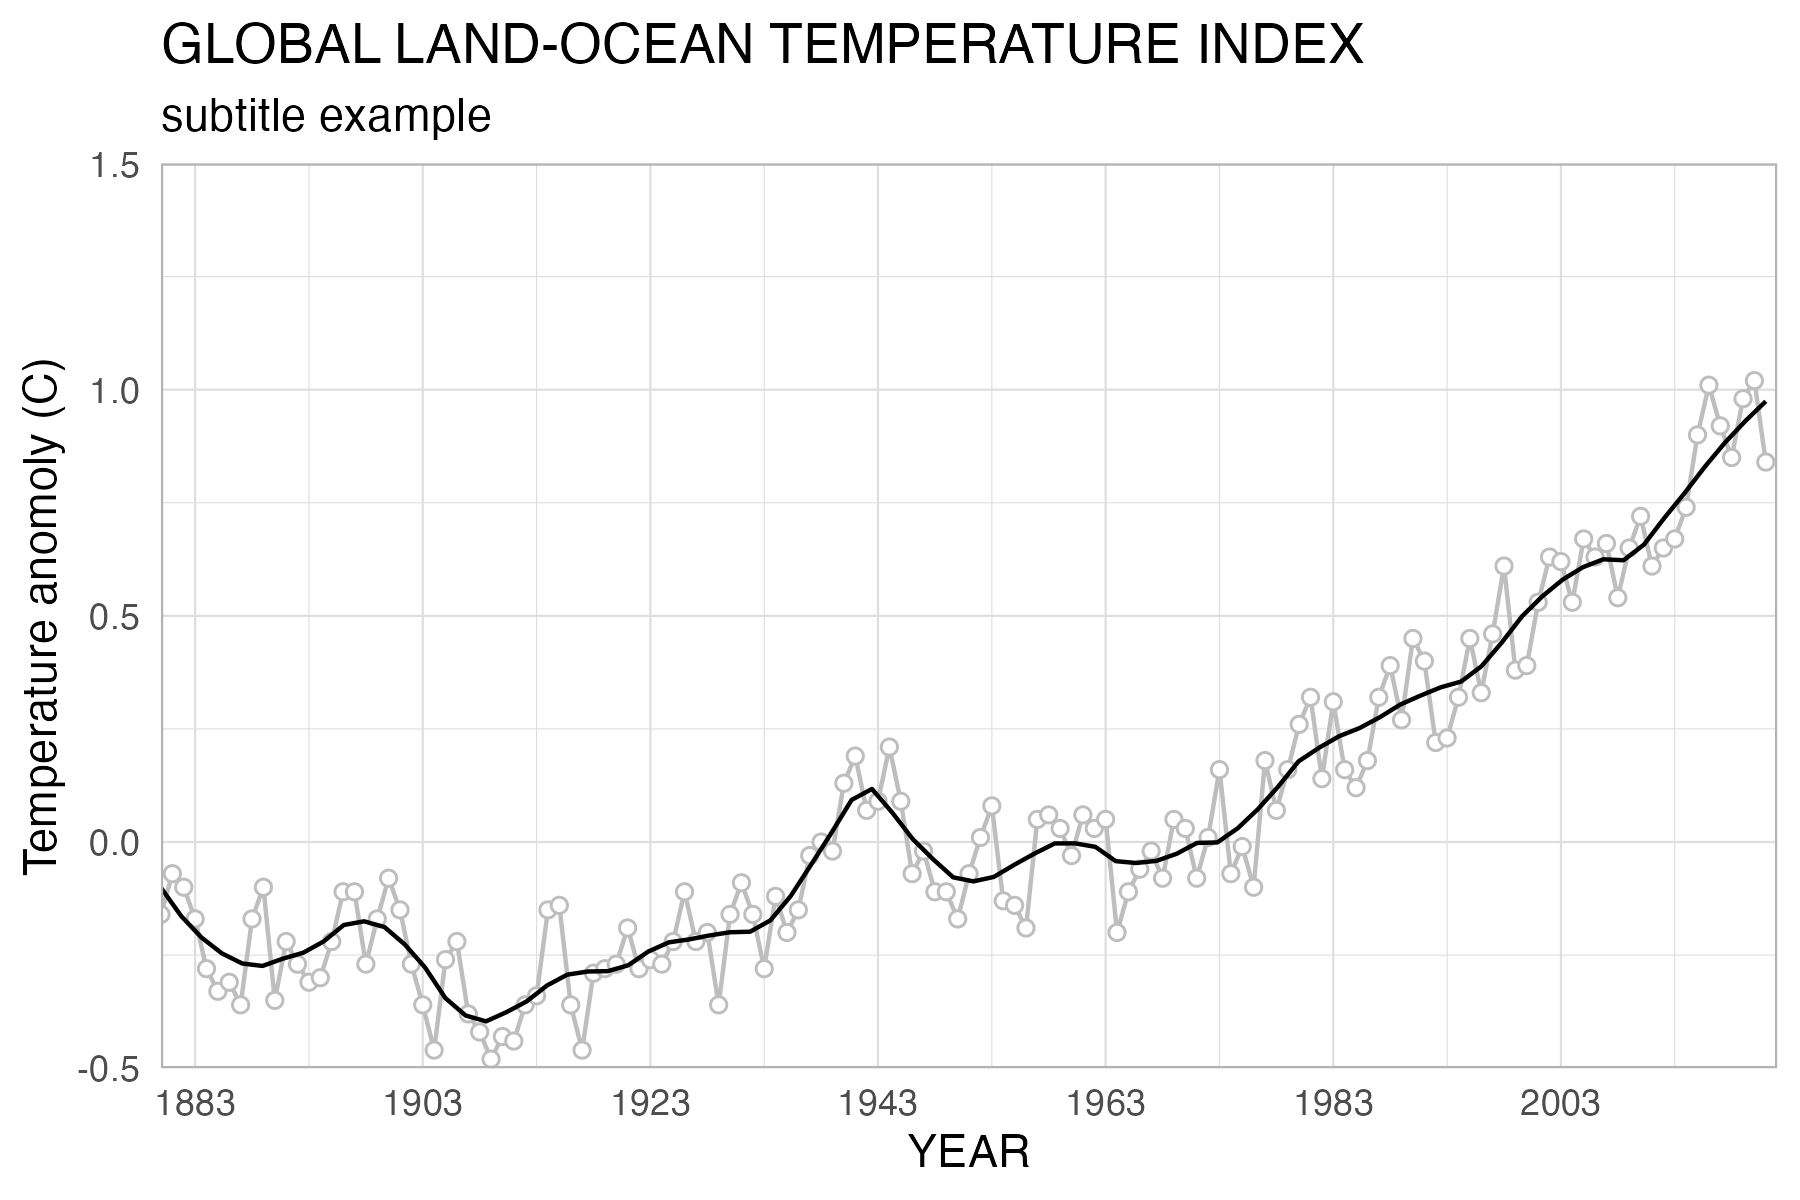 GLOBAL LAND-OCEAN TEMPERATURE INDEX
subtitle example
Temperature anomoly (C)
1.5
1.0
0.5
0.0
-0.5
1883 1903 1923 1943 1963 1983 2003
YEAR